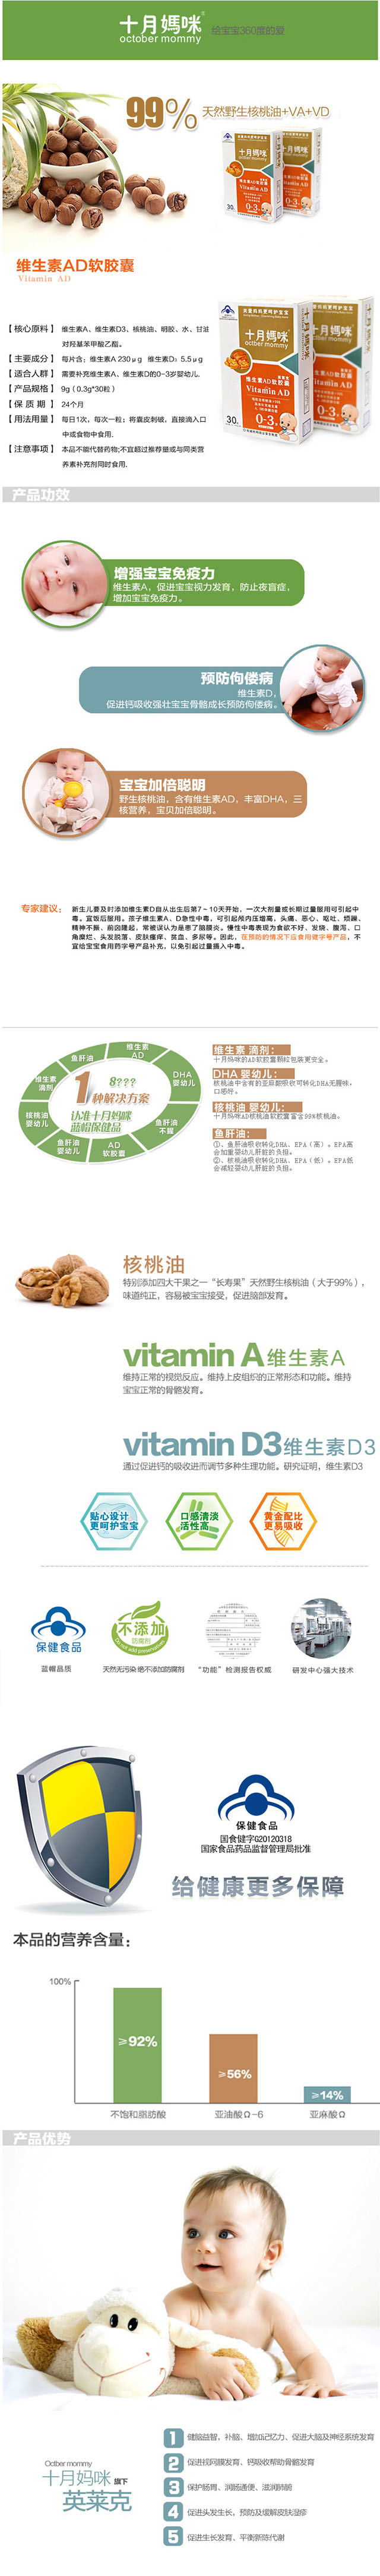 十月媽咪
october mommy
给宝宝360度的爱
99% 天然野生核桃油+VA+VD
维生素AD软胶囊
Vitamin AD
【核心原料】 维生素A、维生素D3、核桃油、明胶、水、甘油
对羟基苯甲酸乙酯。
【主要成分】 每片含：维生素A 230μg 维生素D: 5.5μg
【适合人群】 需要补充维生素A、维生素D的0-3岁婴幼儿.
【产品规格】 9g（0.3g*30粒）
【保 质 期】 24个月
【用法用量】 每日1次，每次一粒；将囊皮刺破，直接滴入口
中或食物中食用.
【注意事项】 本品不能代替药物;不宜超过推荐量或与同类营
养素补充剂同时食用.
十月媽咪
october mommy
维生素AD软胶囊
Vitamin AD
0-3
30
产品功效
增强宝宝免疫力
维生素A，促进宝宝视力发育，防止夜盲症，
增加宝宝免疫力。
预防佝偻病
维生素D，
促进钙吸收强壮宝宝骨骼成长预防佝偻病。
宝宝加倍聪明
野生核桃油，含有维生素AD，丰富DHA，三
核营养，宝贝加倍聪明。
专家建议： 新生儿要及时添加维生素D自从出生后第7～10天开始，一次大剂量或长期过量服用可引起中
毒。宜饭后服用。孩子维生素A、D急性中毒，可引起颅内压增高，头痛、恶心、呕吐、烦躁、
精神不振、前囟隆起，常被误认为是患了脑膜炎。慢性中毒表现为食欲不好、发烧、腹泻、口
角糜烂、头发脱落、皮肤瘙痒、贫血、多尿等。因此，在预防的情况下应食用健字号产品，不
宜给宝宝食用药字号产品补充，以免引起过量摄入中毒。
维生素
AD
DHA
婴幼儿
鱼肝油
不腥
AD
软胶囊
鱼肝油
婴幼儿
核桃油
婴幼儿
维生素
滴剂
鱼肝油
8???
1种解决方案
认准十月妈咪
蓝帽保健品
维生素 滴剂：
十月妈咪的AD软胶囊颗粒包装更安全。
DHA 婴幼儿：
核桃油中含有的亚麻酸吸收可转化DHA无腥味，
口感好。
核桃油 婴幼儿：
十月妈咪AD核桃油软胶囊富含99%核桃油。
鱼肝油：
①、鱼肝油吸收转化DHA、EPA（高）。EPA高
会加重婴幼儿肝脏的负担。
②、核桃油吸收转化DHA、EPA（低）。EPA低
会减轻婴幼儿肝脏的负担。
核桃油
特别添加四大干果之一“长寿果”天然野生核桃油（大于99%），
味道纯正，容易被宝宝接受，促进脑部发育。
vitamin A维生素A
维持正常的视觉反应。维持上皮组织的正常形态和功能。维持
宝宝正常的骨骼发育。
vitamin D3维生素D3
通过促进钙的吸收进而调节多种生理功能。研究证明，维生素D3
贴心设计
更呵护宝宝
口感清淡
活性高
黄金配比
更易吸收
保健食品
蓝帽品质
不添加
防腐剂
天然无污染 绝不添加防腐剂
“功能”检测报告权威
研发中心强大技术
保健食品
国食健字G20120318
国家食品药品监督管理局批准
给健康更多保障
本品的营养含量：
100%
≥92%
≥56%
≥14%
不饱和脂肪酸
亚油酸Ω-6
亚麻酸Ω
产品优势
Octber mommy
十月妈咪 旗下
英莱克
1 健脑益智，补脑、增加记忆力、促进大脑及神经系统发育
2 促进视网膜发育、钙吸收帮助骨骼发育
3 保护肠胃、润肠通便、滋润肺腑
4 促进头发生长，预防及缓解皮肤湿疹
5 促进生长发育，平衡新陈代谢